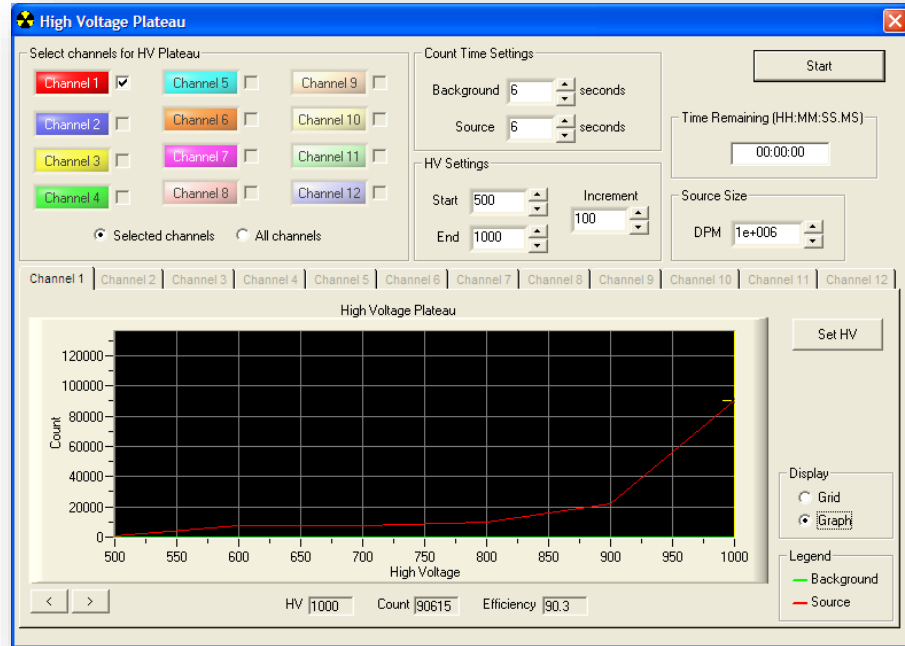 High Voltage Plateau
Select channels for HV Plateau
Channel 1
Channel 2
Channel 3
Channel 4
Channel 5
Channel 6
Channel 7
Channel 8
Channel 9
Channel 10
Channel 11
Channel 12
Selected channels
All channels
Count Time Settings
Background 6 seconds
Source 6 seconds
HV Settings
Start 500
End 1000
Increment
100
Start
Time Remaining (HH:MM:SS.MS)
00:00:00
Source Size
DPM 1e+006
Channel 1 Channel 2 Channel 3 Channel 4 Channel 5 Channel 6 Channel 7 Channel 8 Channel 9 Channel 10 Channel 11 Channel 12
High Voltage Plateau
Count
120000
100000
80000
60000
40000
20000
0
500 550 600 650 700 750 800 850 900 950 1000
High Voltage
< >
HV 1000 Count 90615 Efficiency 90.3
Set HV
Display
Grid
Graph
Legend
Background
Source